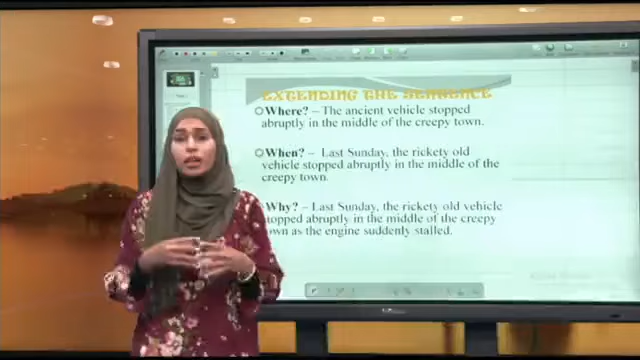 EXTENDING THE SENTENCE
Where? – The ancient vehicle stopped
abruptly in the middle of the creepy town.
When? – Last Sunday, the rickety old
vehicle stopped abruptly in the middle of the
creepy town.
Why? – Last Sunday, the rickety old vehicle
stopped abruptly in the middle of the creepy
town as the engine suddenly stalled.